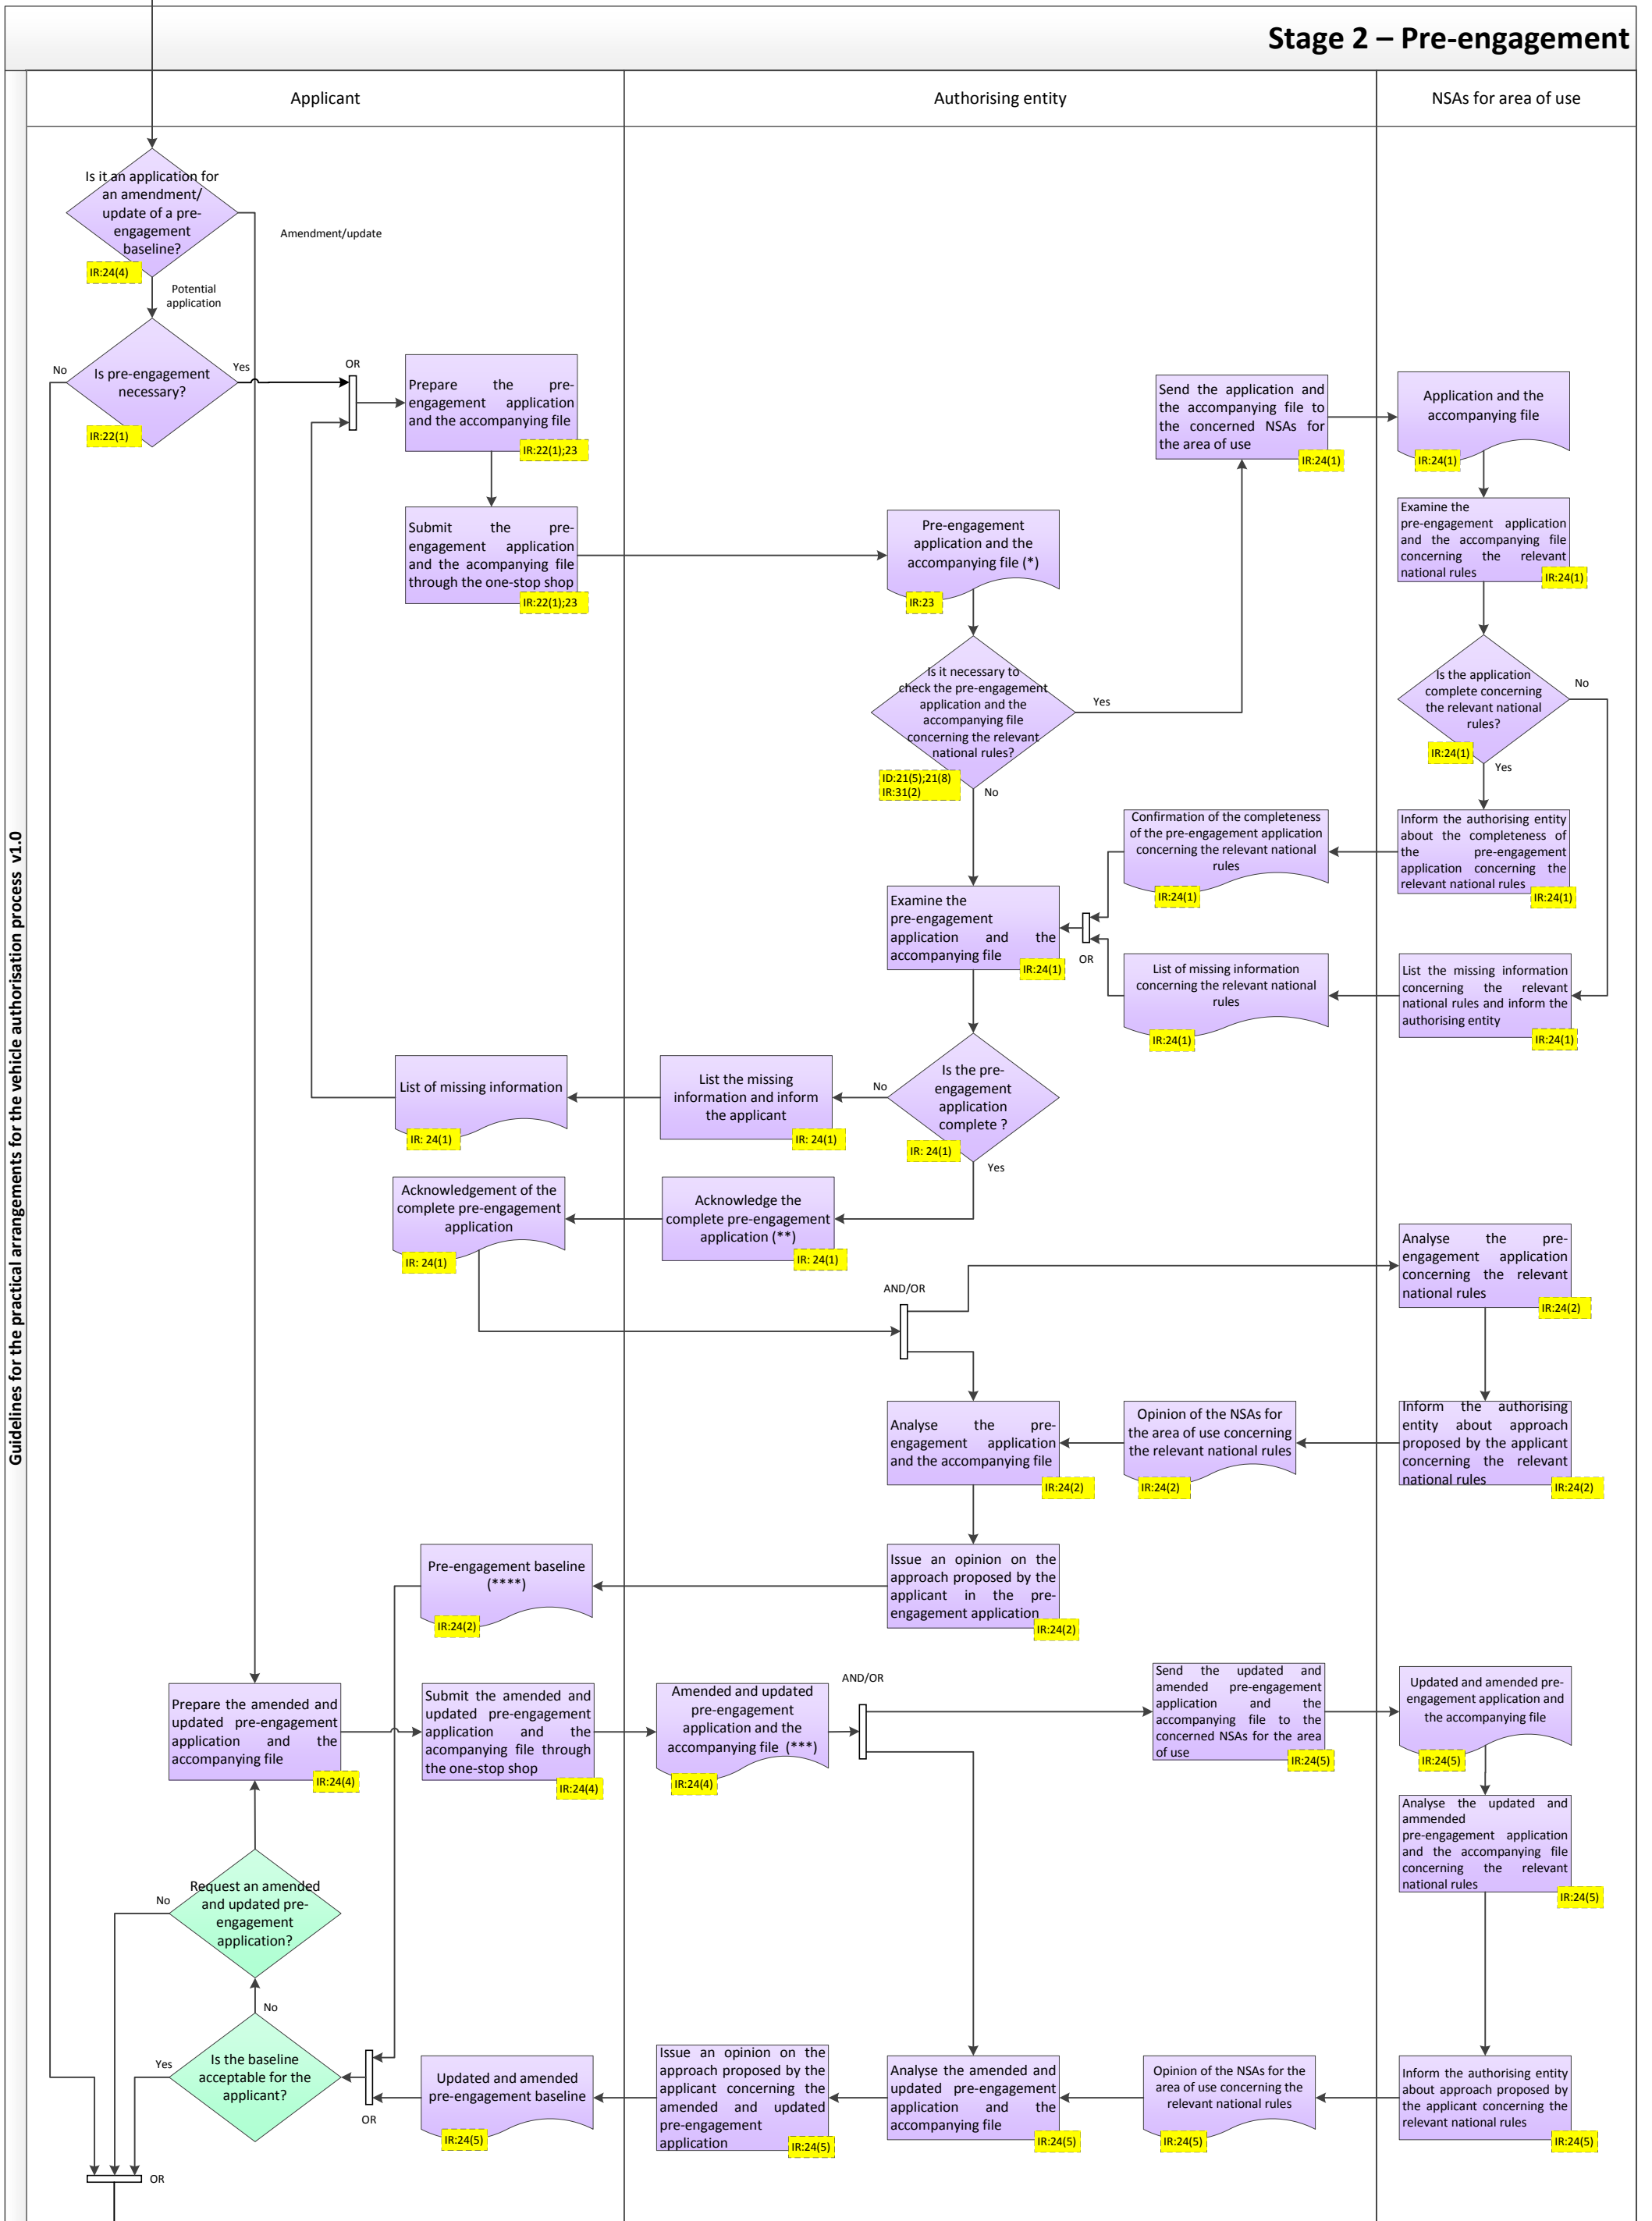 Stage 2 – Pre-engagement
Guidelines for the practical arrangements for the vehicle authorisation process v1.0
Applicant
Authorising entity
NSAs for area of use
Is it an application for
an amendment/
update of a pre-
engagement
baseline?
IR:24(4)
Amendment/update
Potential
application
No
Is pre-engagement
necessary?
Yes
IR:22(1)
OR
Prepare the pre-
engagement application
and the accompanying file
IR:22(1);23
Submit the pre-
engagement application
and the acompanying file
through the one-stop shop
IR:22(1);23
Pre-engagement
application and the
accompanying file (*)
IR:23
Send the application and
the accompanying file to
the concerned NSAs for
the area of use
IR:24(1)
Application and the
accompanying file
IR:24(1)
Examine the
pre-engagement application
and the accompanying file
concerning the relevant
national rules
IR:24(1)
Is it necessary to
check the pre-engagement
application and the
accompanying file
concerning the relevant
national rules?
Yes
ID:21(5);21(8)
IR:31(2)
No
Is the application
complete concerning
the relevant national
rules?
No
IR:24(1)
Yes
Confirmation of the completeness
of the pre-engagement application
concerning the relevant national
rules
IR:24(1)
Inform the authorising entity
about the completeness of
the pre-engagement
application concerning the
relevant national rules
IR:24(1)
Examine the
pre-engagement
application and the
accompanying file
IR:24(1)
OR
List of missing information
concerning the relevant national
rules
IR:24(1)
List the missing information
concerning the relevant
national rules and inform the
authorising entity
IR:24(1)
List of missing information
IR: 24(1)
List the missing
information and inform
the applicant
IR: 24(1)
No
Is the pre-
engagement
application
complete ?
IR: 24(1)
Yes
Acknowledgement of the
complete pre-engagement
application
IR: 24(1)
Acknowledge the
complete pre-engagement
application (**)
IR: 24(1)
AND/OR
Analyse the pre-
engagement application
concerning the relevant
national rules
IR:24(2)
Analyse the pre-
engagement application
and the accompanying file
IR:24(2)
Opinion of the NSAs for
the area of use concerning
the relevant national rules
IR:24(2)
Inform the authorising
entity about approach
proposed by the applicant
concerning the relevant
national rules
IR:24(2)
Pre-engagement baseline
(****)
IR:24(2)
Issue an opinion on the
approach proposed by the
applicant in the pre-
engagement application
IR:24(2)
Prepare the amended and
updated pre-engagement
application and the
accompanying file
IR:24(4)
Submit the amended and
updated pre-engagement
application and the
acompanying file through
the one-stop shop
IR:24(4)
Amended and updated
pre-engagement
application and the
accompanying file (***)
IR:24(4)
AND/OR
Send the updated and
amended pre-engagement
application and the
accompanying file to the
concerned NSAs for the area
of use
IR:24(5)
Updated and amended pre-
engagement application and
the accompanying file
IR:24(5)
Analyse the updated and
ammended
pre-engagement application
and the accompanying file
concerning the relevant
national rules
IR:24(5)
No
Request an amended
and updated pre-
engagement
application?
No
Yes
Is the baseline
acceptable for the
applicant?
OR
Updated and amended
pre-engagement baseline
IR:24(5)
Issue an opinion on the
approach proposed by the
applicant concerning the
amended and updated
pre-engagement
application
IR:24(5)
Analyse the amended and
updated pre-engagement
application and the
accompanying file
IR:24(5)
Opinion of the NSAs for the
area of use concerning the
relevant national rules
IR:24(5)
Inform the authorising entity
about approach proposed by
the applicant concerning the
relevant national rules
IR:24(5)
OR